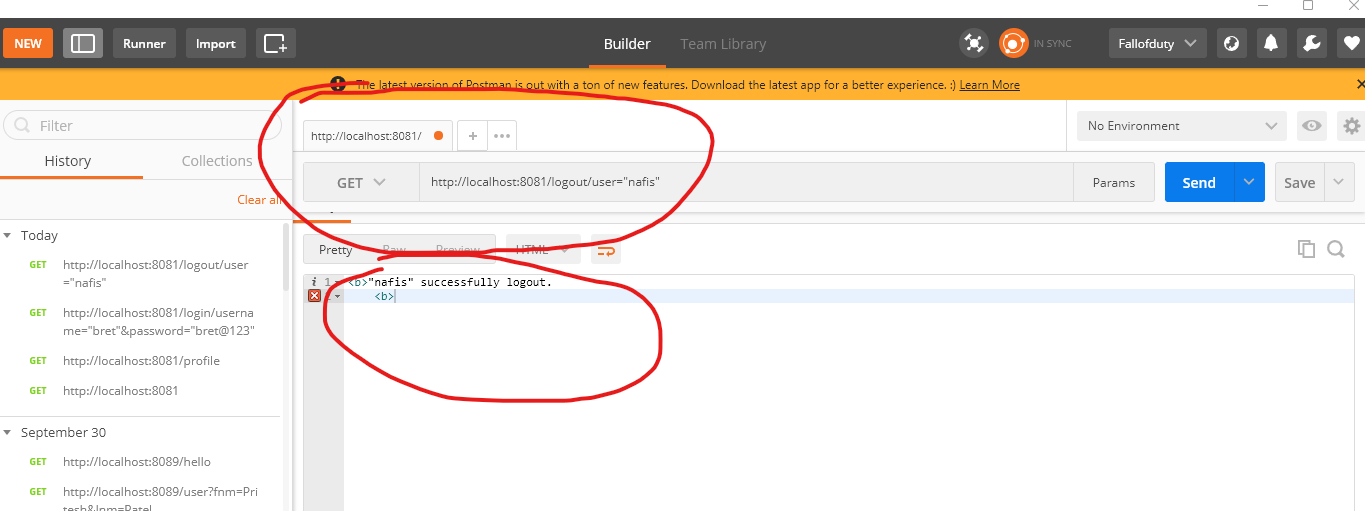 NEW Runner Import Builder Team Library IN SYNC Fallofduty
The latest version of Postman is out with a ton of new features. Download the latest app for a better experience. :) Learn More
Filter
History Collections
Clear all
Today
GET http://localhost:8081/logout/user
="nafis"
GET http://localhost:8081/login/userna
me="bret"&password="bret@123"
GET http://localhost:8081/profile
GET http://localhost:8081
September 30
GET http://localhost:8089/hello
GET http://localhost:8089/user?fnm=Pri
tesh&lnm=Patel
http://localhost:8081/
No Environment
GET http://localhost:8081/logout/user="nafis" Params Send Save
Pretty Raw Preview HTML
i 1 <b>"nafis" successfully logout.
<b>